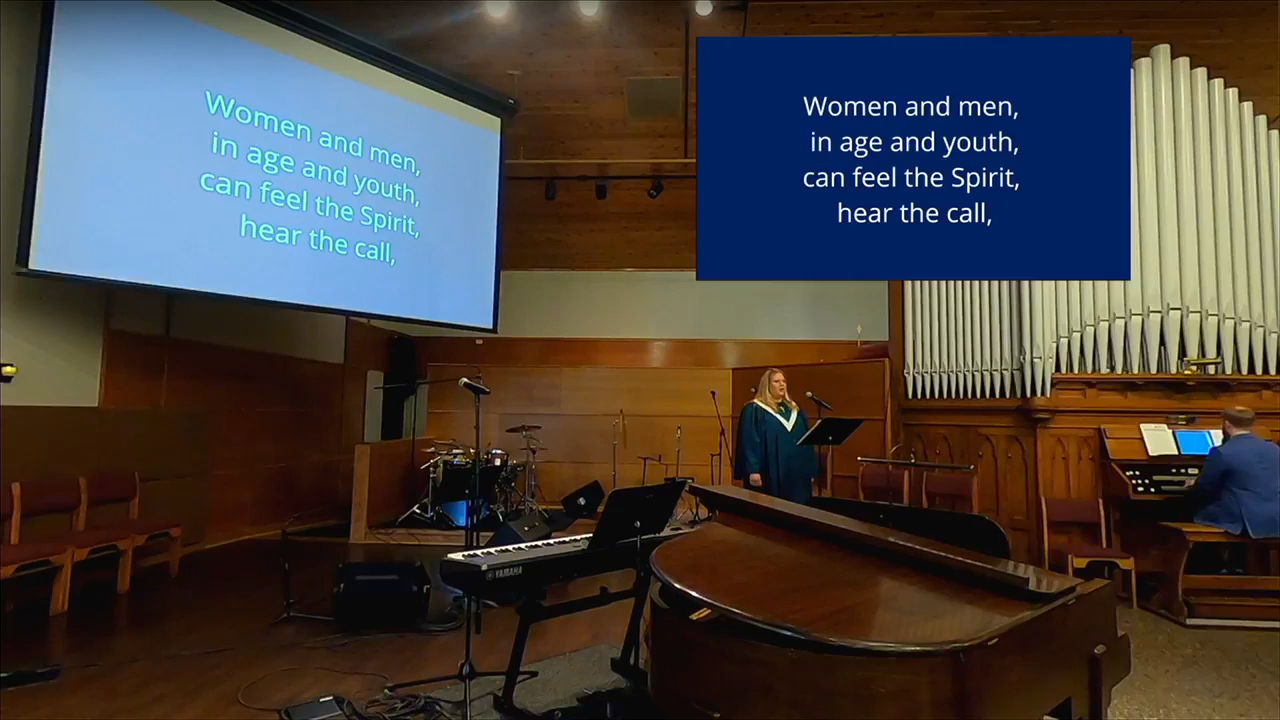 Women and men,
in age and youth,
can feel the Spirit,
hear the call,
Women and men,
in age and youth,
can feel the Spirit,
hear the call,
YAMAHA